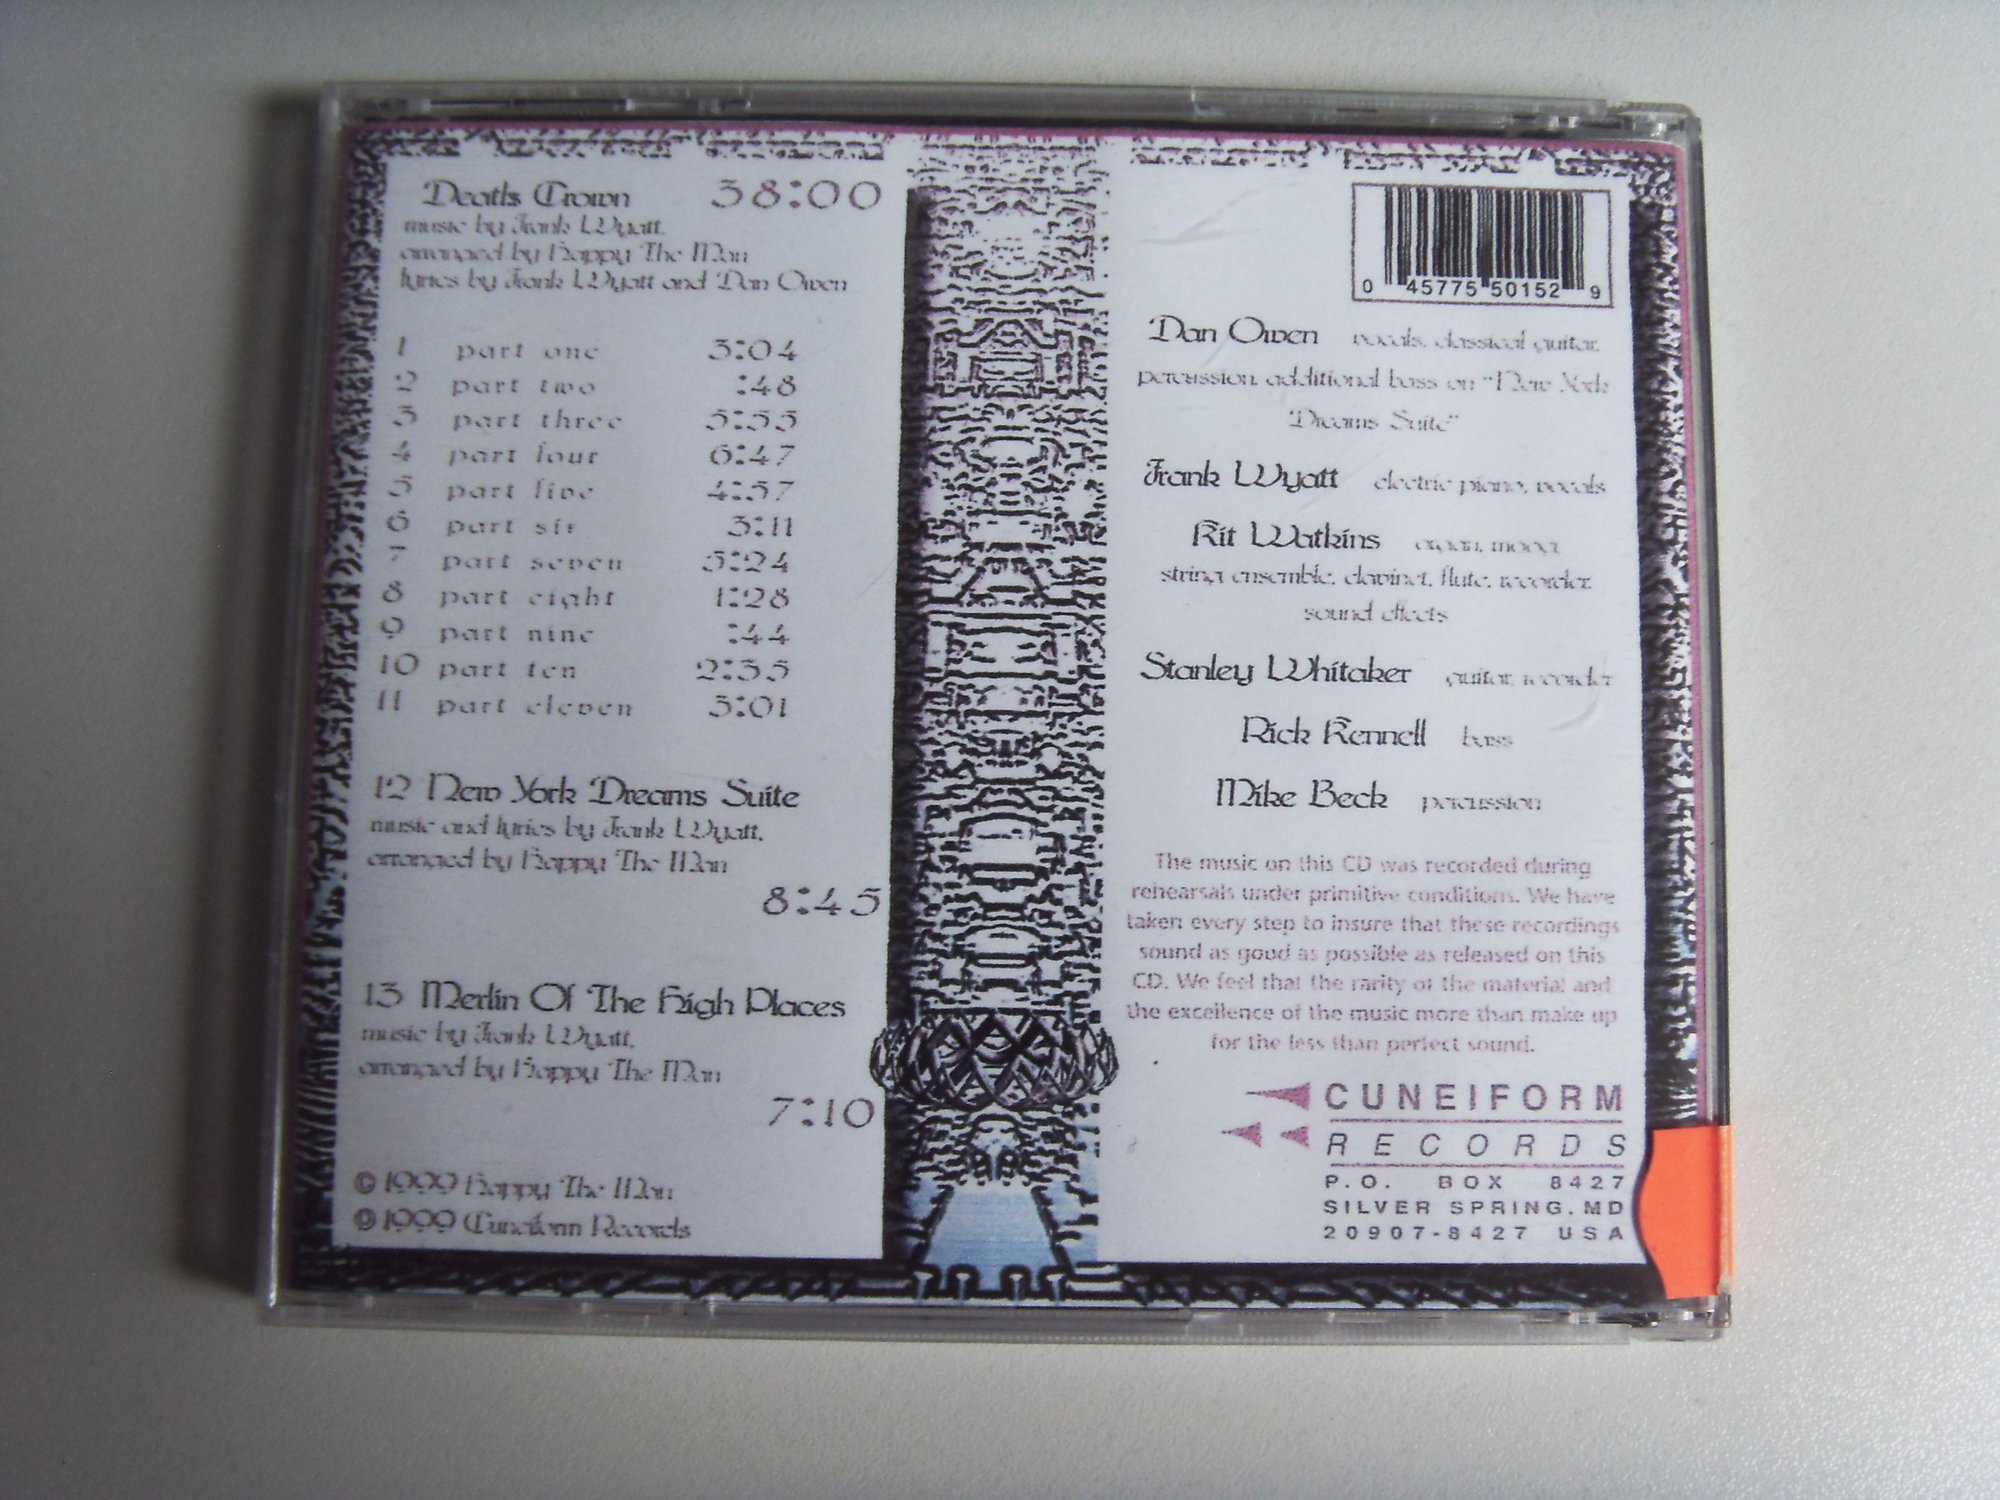 Death's Crown 38:00
music by Frank Wyatt,
arranged by Happy The Man
lyrics by Frank Wyatt and Dan Owen
1 part one 3:04
2 part two :48
3 part three 5:53
4 part four 6:47
5 part five 4:57
6 part six 3:11
7 part seven 5:24
8 part eight 1:28
9 part nine :44
10 part ten 2:35
11 part eleven 3:01
12 New York Dreams Suite
music and lyrics by Frank Wyatt,
arranged by Happy The Man
8:45
13 Merlin Of The High Places
music by Frank Wyatt,
arranged by Happy The Man
7:10
© 1999 Happy The Man
℗ 1999 Cuneiform Records
0 45775 50152 9
Dan Owen vocals, classical guitar,
percussion, additional bass on "New York
Dreams Suite"
Frank Wyatt electric piano, vocals
Kit Watkins organ, moog,
string ensemble, clavinet, flute, recorder,
sound effects
Stanley Whitaker guitar, recorder
Rick Kennell bass
Mike Beck percussion
The music on this CD was recorded during
rehearsals under primitive conditions. We have
taken every step to insure that these recordings
sound as good as possible as released on this
CD. We feel that the rarity of the material and
the excellence of the music more than make up
for the less than perfect sound.
CUNEIFORM
RECORDS
P.O. BOX 8427
SILVER SPRING, MD
20907-8427 USA